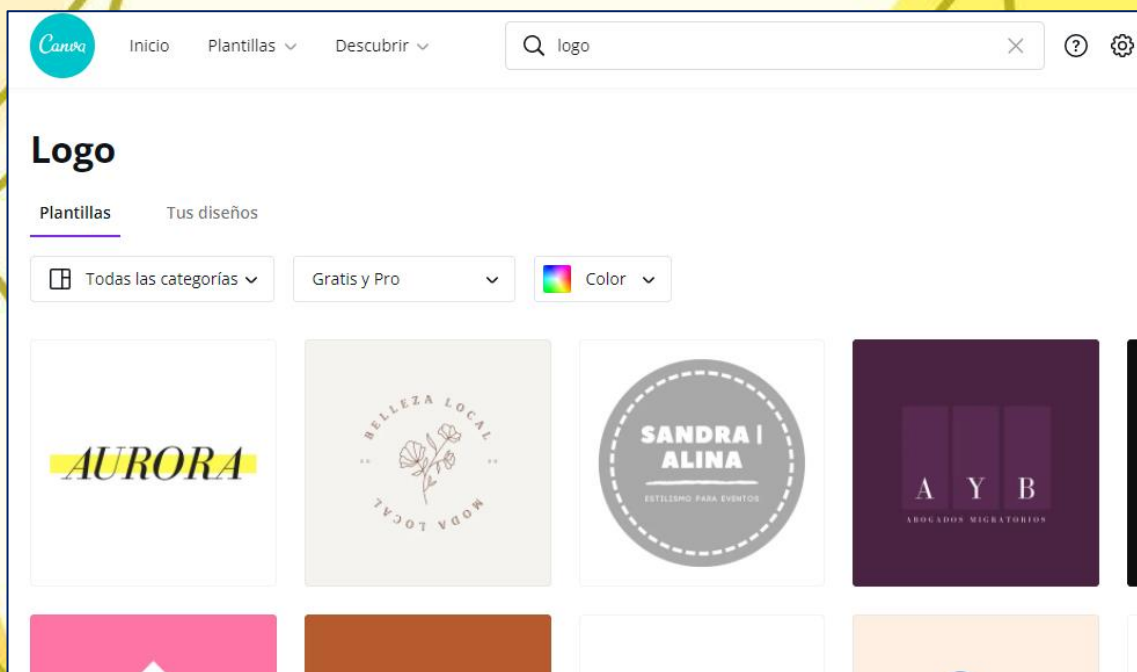 Canva Inicio Plantillas Descubrir logo
Logo
Plantillas Tus diseños
Todas las categorías Gratis y Pro Color
AURORA
BELLEZA LOCAL
MODA LOCAL
SANDRA |
ALINA
ESTILISMO PARA EVENTOS
A Y B
ABOGADOS MIGRATORIOS